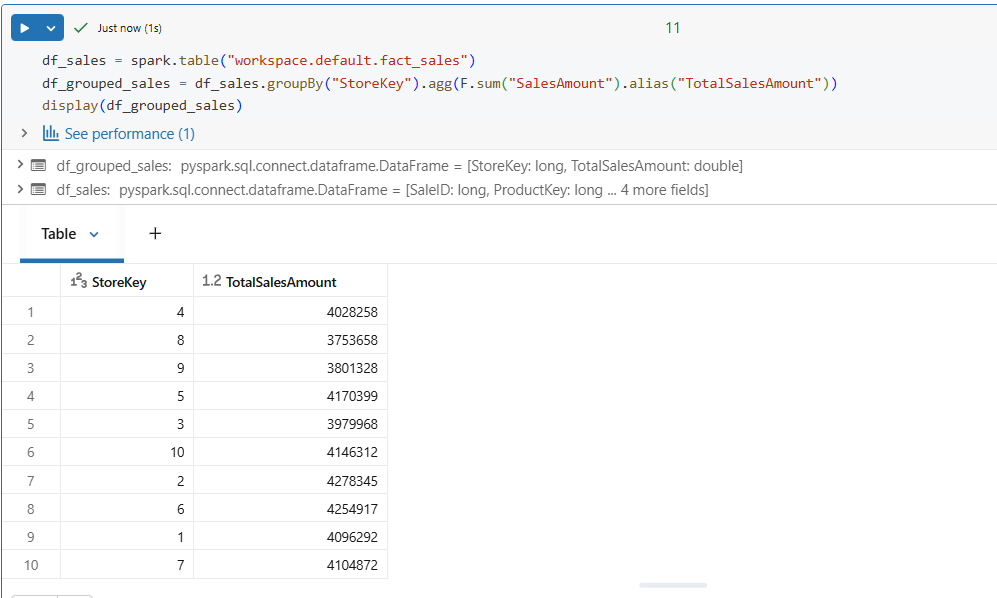 Just now (1s)
11
df_sales = spark.table("workspace.default.fact_sales")
df_grouped_sales = df_sales.groupBy("StoreKey").agg(F.sum("SalesAmount").alias("TotalSalesAmount"))
display(df_grouped_sales)
See performance (1)
df_grouped_sales: pyspark.sql.connect.dataframe.DataFrame = [StoreKey: long, TotalSalesAmount: double]
df_sales: pyspark.sql.connect.dataframe.DataFrame = [SaleID: long, ProductKey: long ... 4 more fields]
Table +
123 StoreKey 1.2 TotalSalesAmount
1 4 4028258
2 8 3753658
3 9 3801328
4 5 4170399
5 3 3979968
6 10 4146312
7 2 4278345
8 6 4254917
9 1 4096292
10 7 4104872